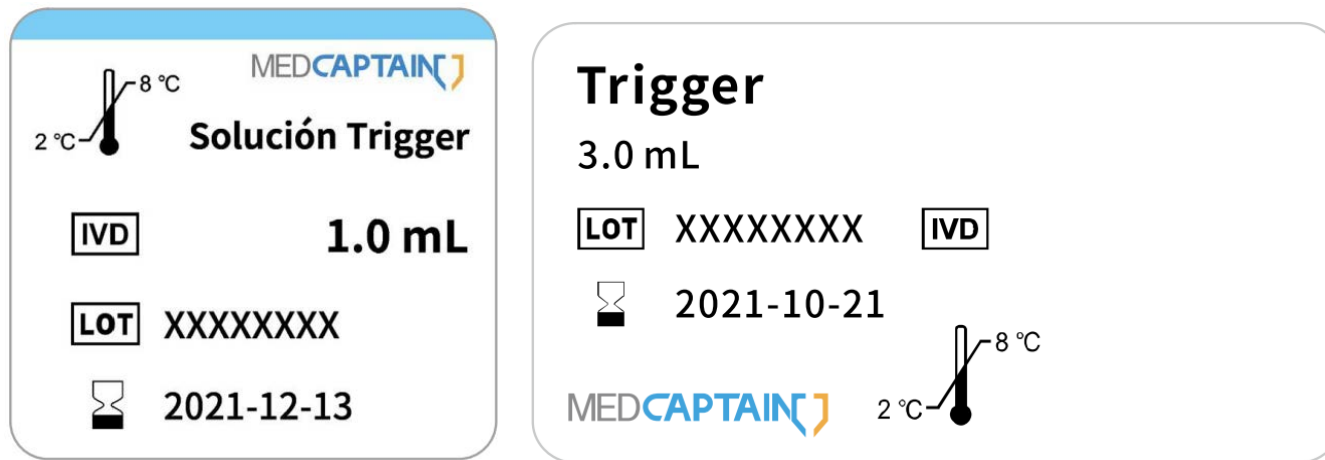 MEDCAPTAIN
8 °C
2 °C
Solución Trigger
IVD
1.0 mL
LOT XXXXXXXX
2021-12-13
Trigger
3.0 mL
LOT XXXXXXXX IVD
2021-10-21
8 °C
2 °C
MEDCAPTAIN